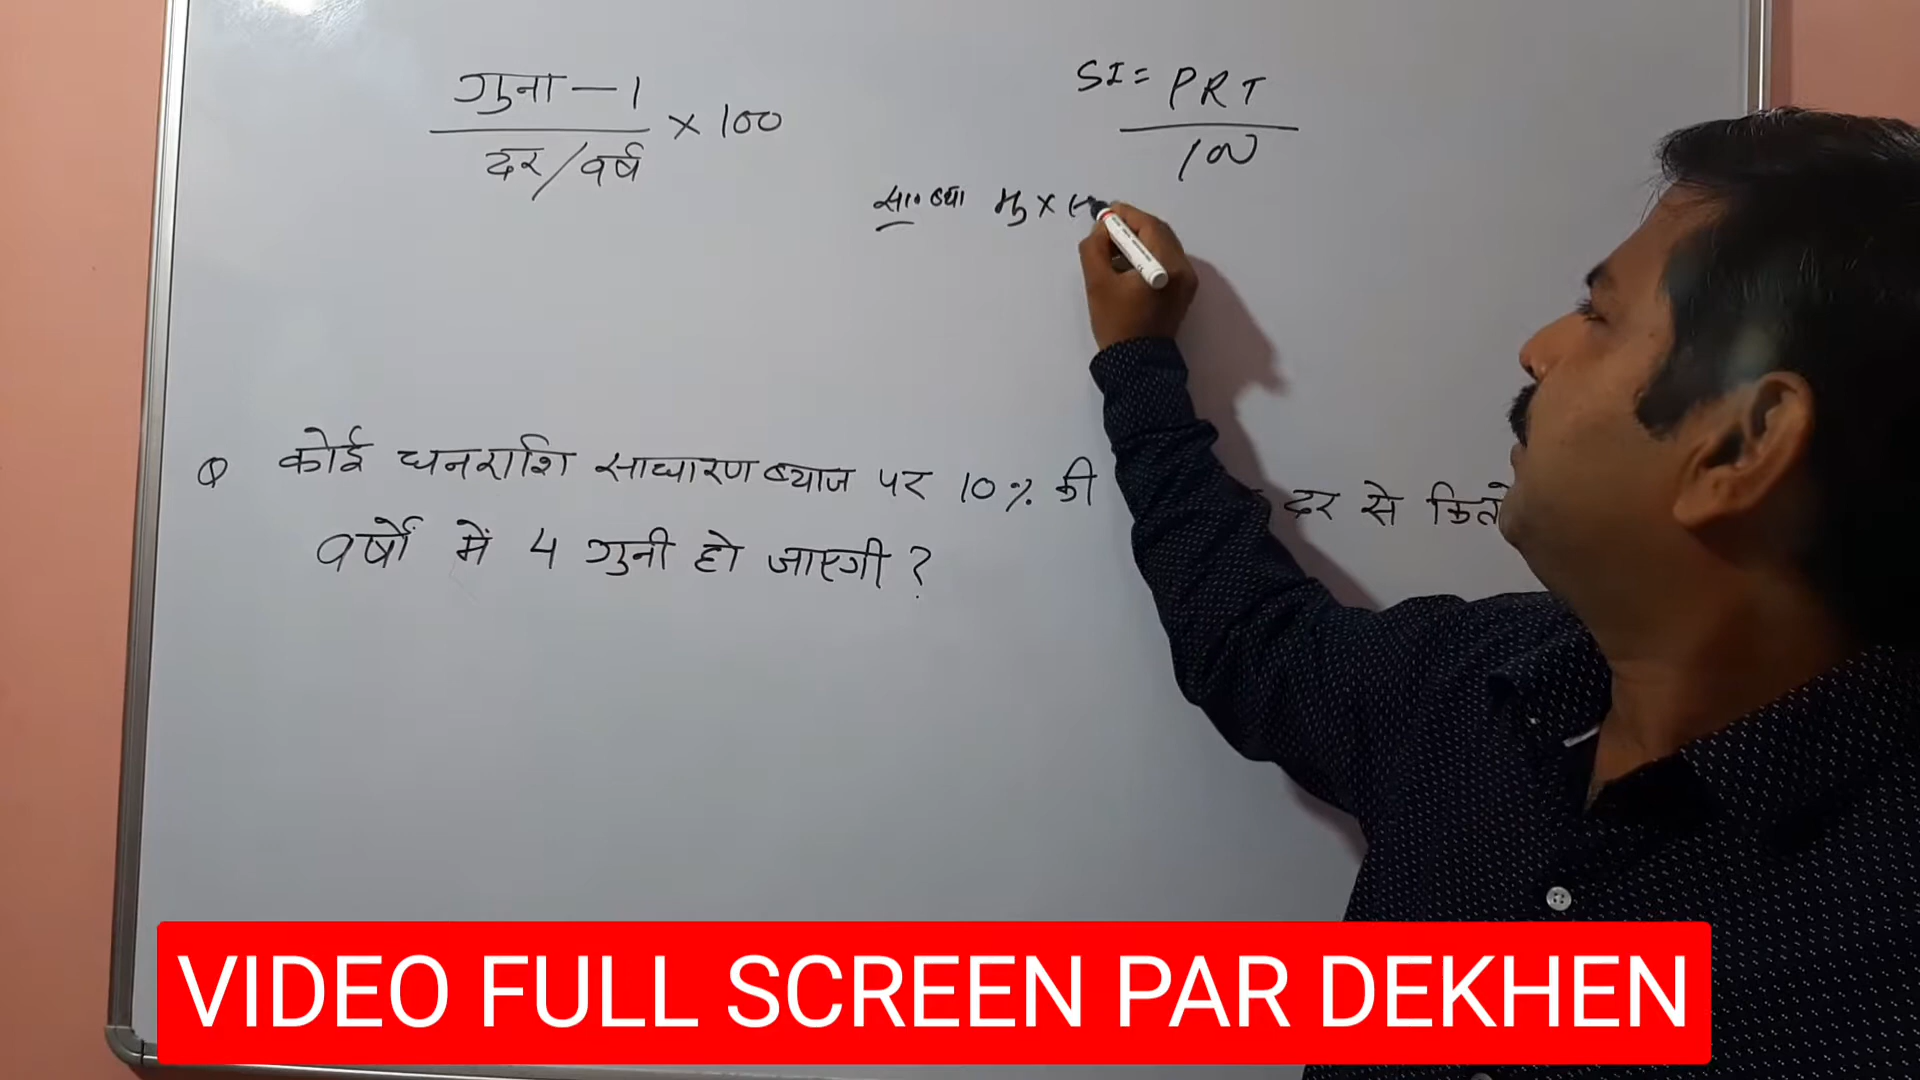 गुना – 1
दर/वर्ष × 100
SI = PRT
100
सा० ब्या मू ×
Q कोई धनराशि साधारण ब्याज पर 10% की दर से
वर्षों में 4 गुनी हो जाएगी?
VIDEO FULL SCREEN PAR DEKHEN